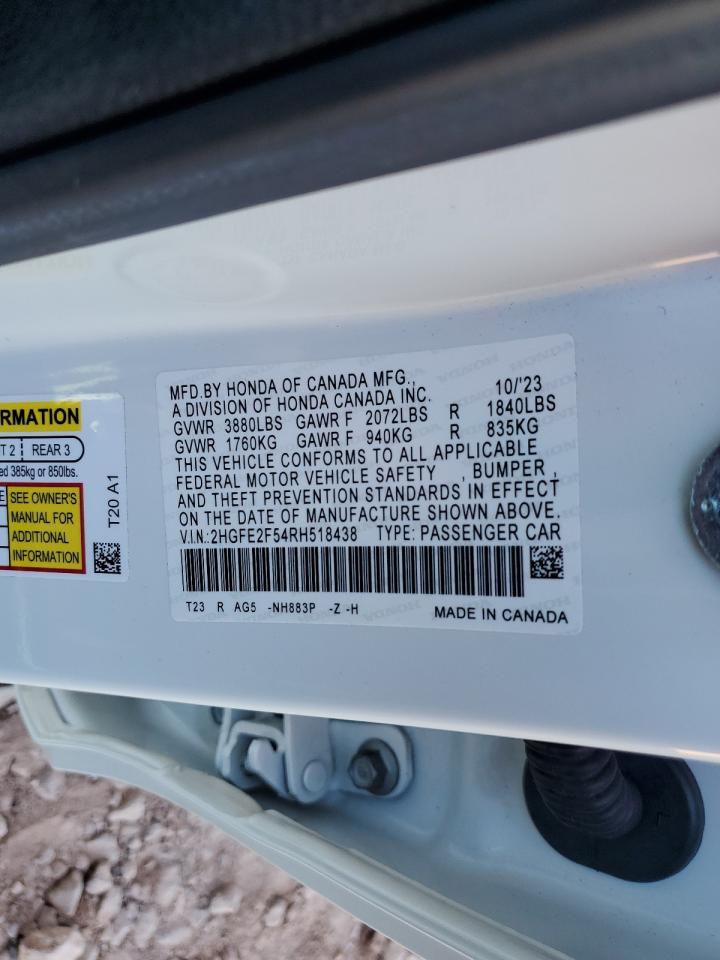 MFD.BY HONDA OF CANADA MFG., 10/'23
A DIVISION OF HONDA CANADA INC.
GVWR 3880LBS GAWR F 2072LBS R 1840LBS
GVWR 1760KG GAWR F 940KG R 835KG
THIS VEHICLE CONFORMS TO ALL APPLICABLE
FEDERAL MOTOR VEHICLE SAFETY , BUMPER ,
AND THEFT PREVENTION STANDARDS IN EFFECT
ON THE DATE OF MANUFACTURE SHOWN ABOVE.
V.I.N.:2HGFE2F54RH518438 TYPE: PASSENGER CAR
T23 R AG5 -NH883P -Z -H MADE IN CANADA
ORMATION
T 2 REAR 3
ed 385kg or 850lbs.
E SEE OWNER'S
MANUAL FOR
ADDITIONAL
INFORMATION
T20 A1
HONDA